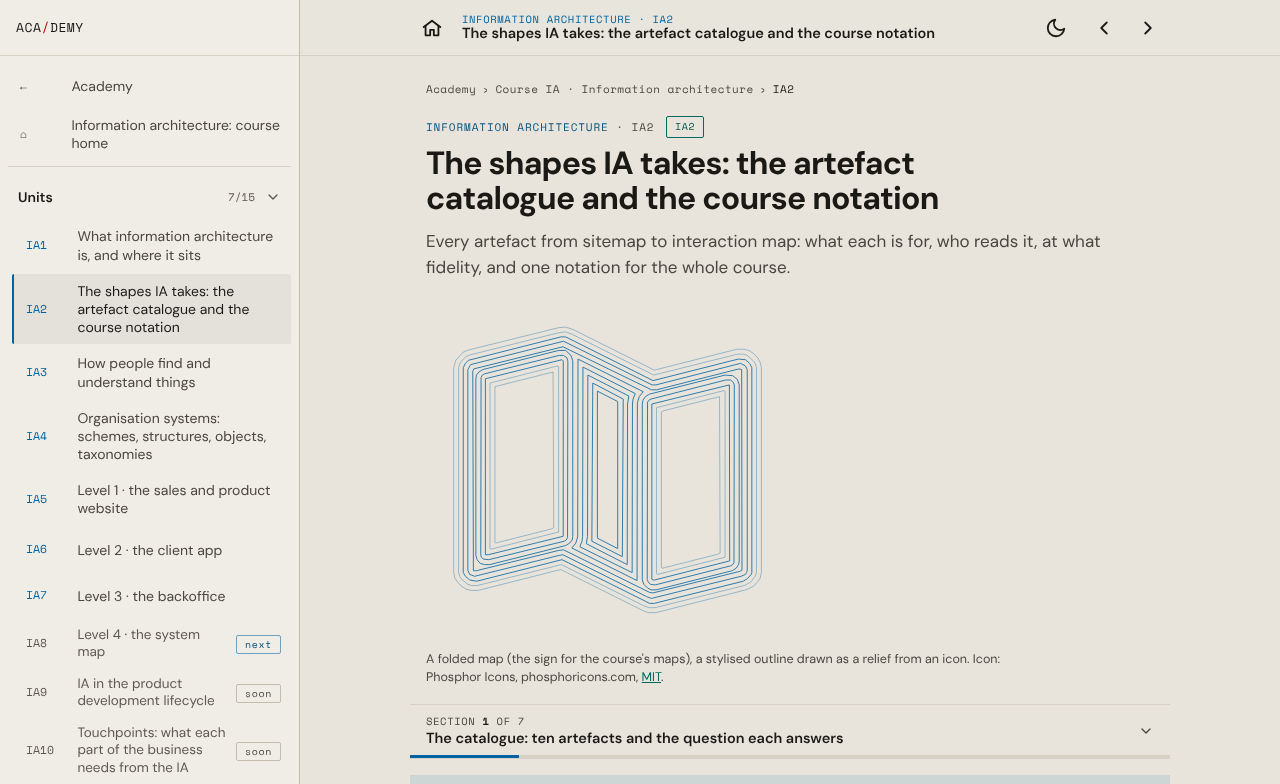 ACA/DEMY
← Academy
⌂ Information architecture: course
home
Units 7/15
IA1 What information architecture
is, and where it sits
IA2 The shapes IA takes: the
artefact catalogue and the
course notation
IA3 How people find and
understand things
IA4 Organisation systems:
schemes, structures, objects,
taxonomies
IA5 Level 1 · the sales and product
website
IA6 Level 2 · the client app
IA7 Level 3 · the backoffice
IA8 Level 4 · the system
map next
IA9 IA in the product
development lifecycle soon
IA10 Touchpoints: what each
part of the business
needs from the IA soon
INFORMATION ARCHITECTURE · IA2
The shapes IA takes: the artefact catalogue and the course notation
Academy › Course IA · Information architecture › IA2
INFORMATION ARCHITECTURE · IA2 IA2
The shapes IA takes: the artefact
catalogue and the course notation
Every artefact from sitemap to interaction map: what each is for, who reads it, at what
fidelity, and one notation for the whole course.
A folded map (the sign for the course's maps), a stylised outline drawn as a relief from an icon. Icon:
Phosphor Icons, phosphoricons.com, MIT.
SECTION 1 OF 7
The catalogue: ten artefacts and the question each answers